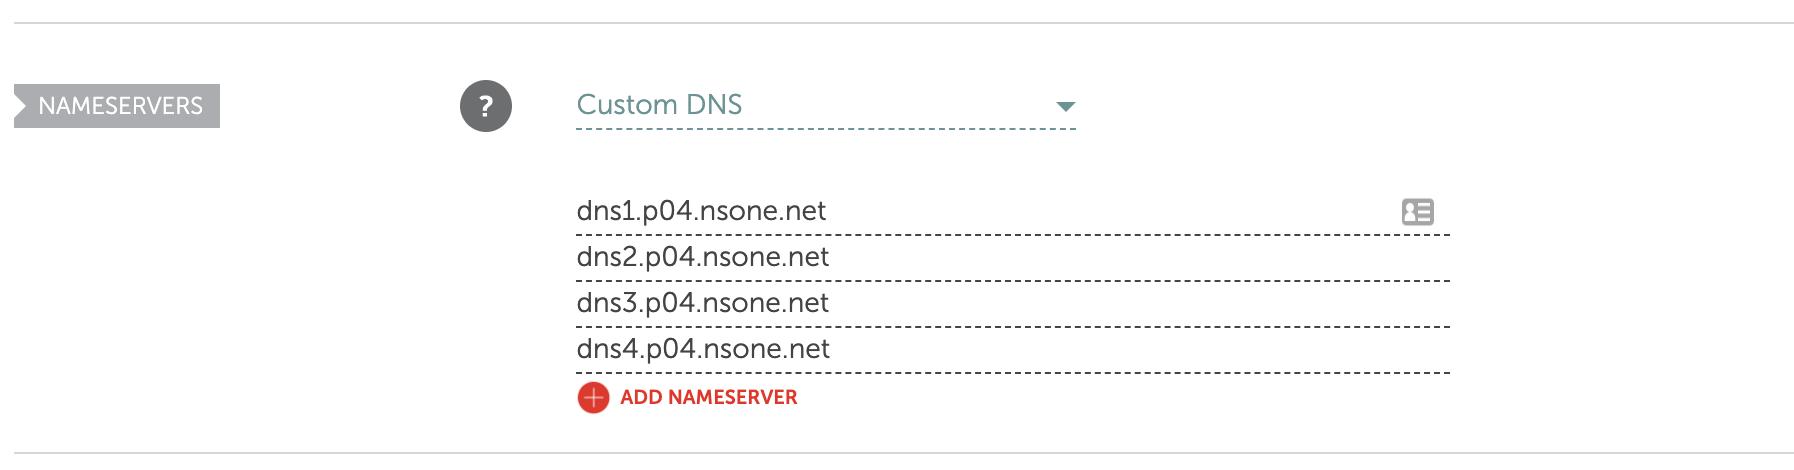 NAMESERVERS
?
Custom DNS
dns1.p04.nsone.net
dns2.p04.nsone.net
dns3.p04.nsone.net
dns4.p04.nsone.net
ADD NAMESERVER